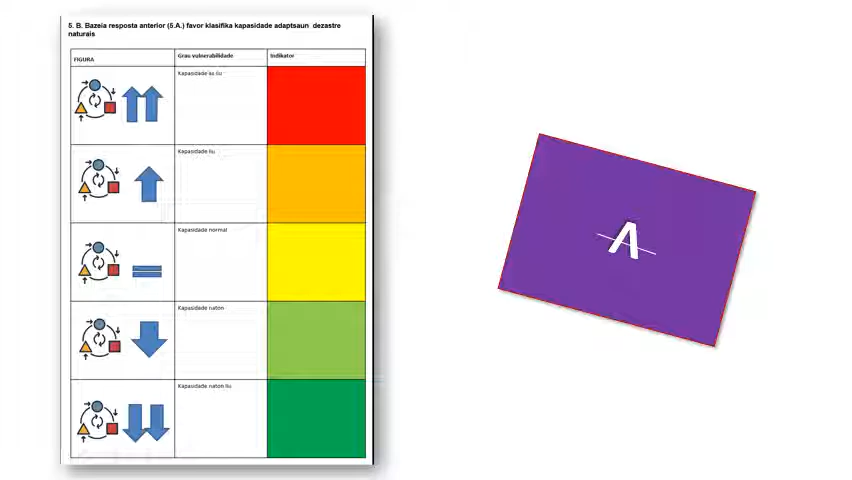 5. B. Bazeia resposta anterior (5.A.) favor klasifika kapasidade adaptsaun dezastre
naturais
FIGURA
Grau vulnerabilidade
Indikator
Kapasidade as liu
Kapasidade liu
Kapasidade normal
Kapasidade naton
Kapasidade naton liu
A